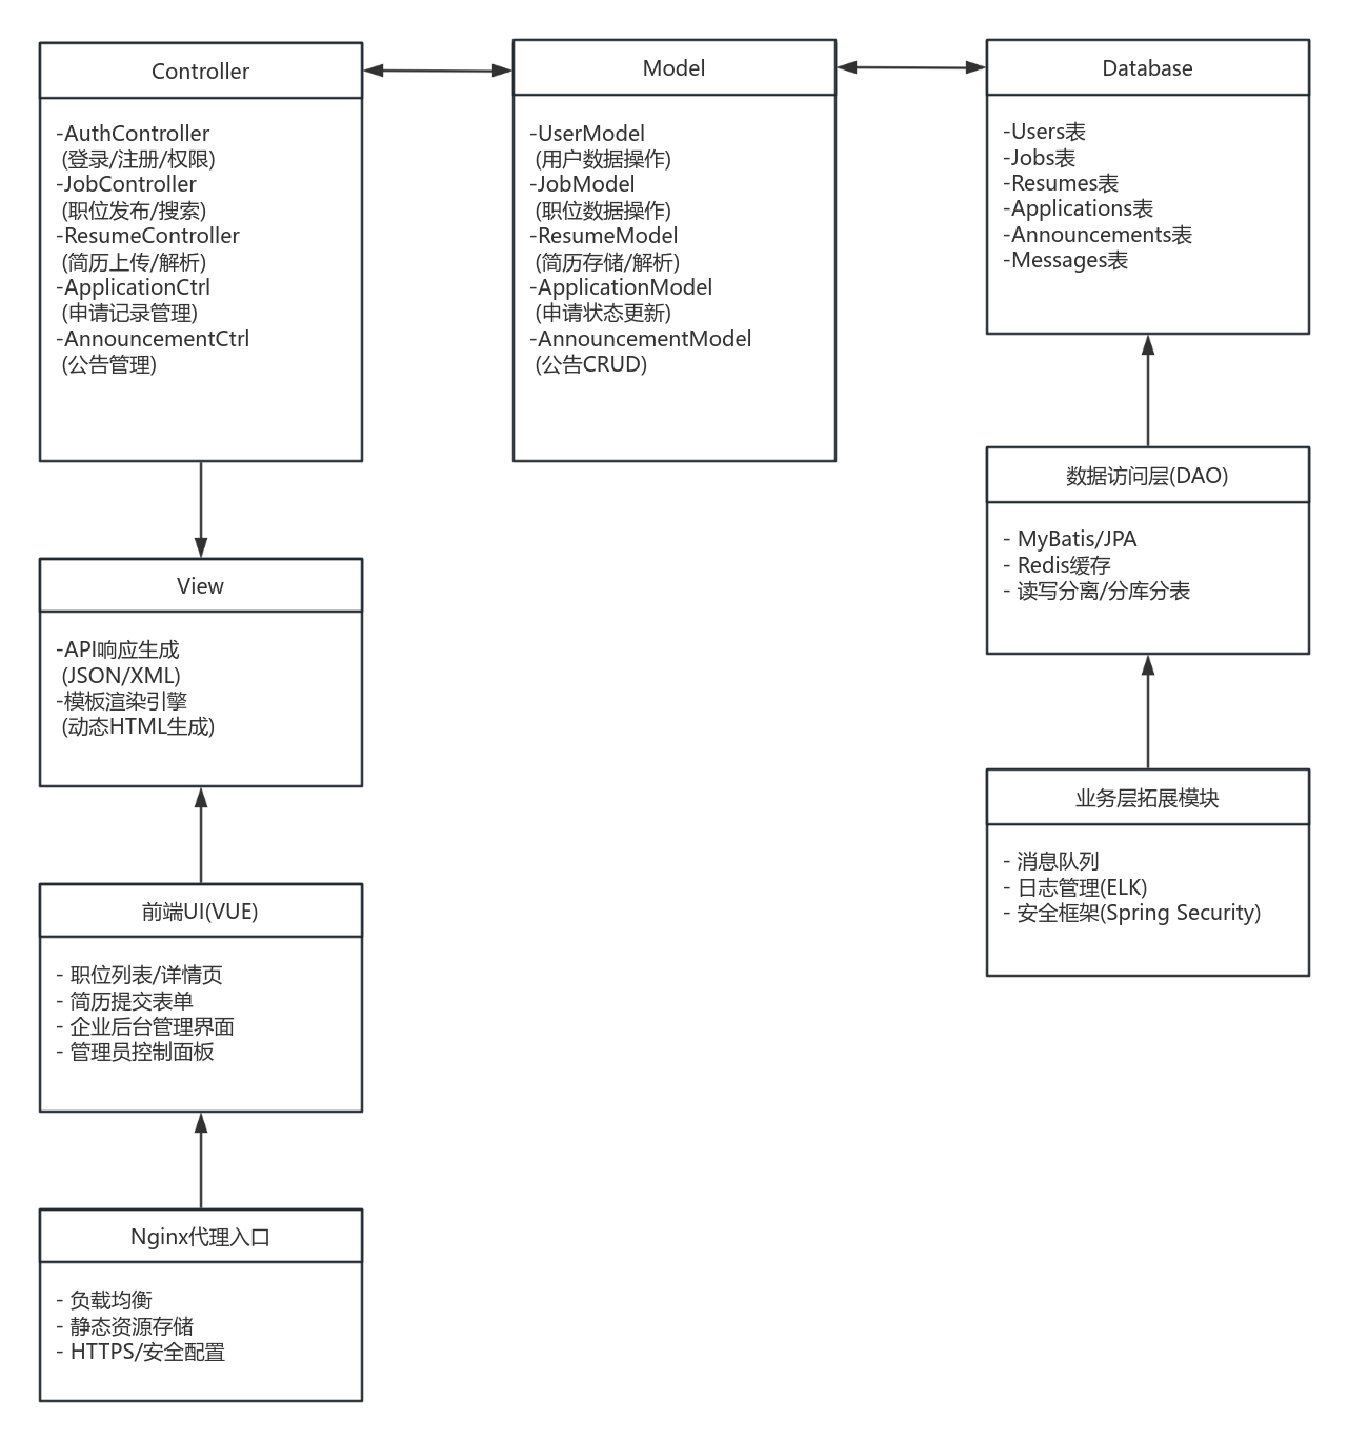 Controller
-AuthController
(登录/注册/权限)
-JobController
(职位发布/搜索)
-ResumeController
(简历上传/解析)
-ApplicationCtrl
(申请记录管理)
-AnnouncementCtrl
(公告管理)
Model
-UserModel
(用户数据操作)
-JobModel
(职位数据操作)
-ResumeModel
(简历存储/解析)
-ApplicationModel
(申请状态更新)
-AnnouncementModel
(公告CRUD)
Database
-Users表
-Jobs表
-Resumes表
-Applications表
-Announcements表
-Messages表
数据访问层(DAO)
- MyBatis/JPA
- Redis缓存
- 读写分离/分库分表
View
-API响应生成
(JSON/XML)
-模板渲染引擎
(动态HTML生成)
业务层拓展模块
- 消息队列
- 日志管理(ELK)
- 安全框架(Spring Security)
前端UI(VUE)
- 职位列表/详情页
- 简历提交表单
- 企业后台管理界面
- 管理员控制面板
Nginx代理入口
- 负载均衡
- 静态资源存储
- HTTPS/安全配置